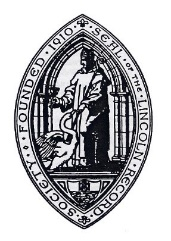 · SEAL · OF · THE · LINCOLN · RECORD · SOCIETY · FOUNDED · 1910 ·